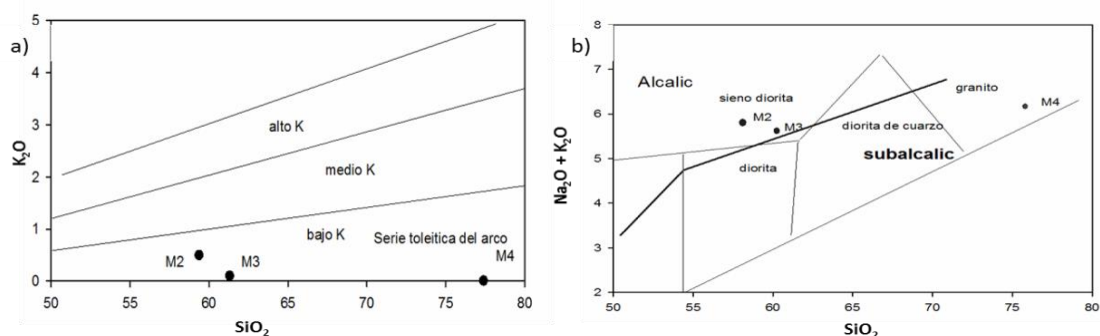 a)
5
4
3
2
1
0
K₂O
alto K
medio K
bajo K
Serie toleitica del arco
M2
M3
M4
50
55
60
65
70
75
80
SiO₂
b)
8
7
6
5
4
3
2
Na₂O + K₂O
Alcalic
sieno diorita
M2
M3
granito
M4
diorita de cuarzo
subalcalic
diorita
50
55
60
65
70
75
80
SiO₂